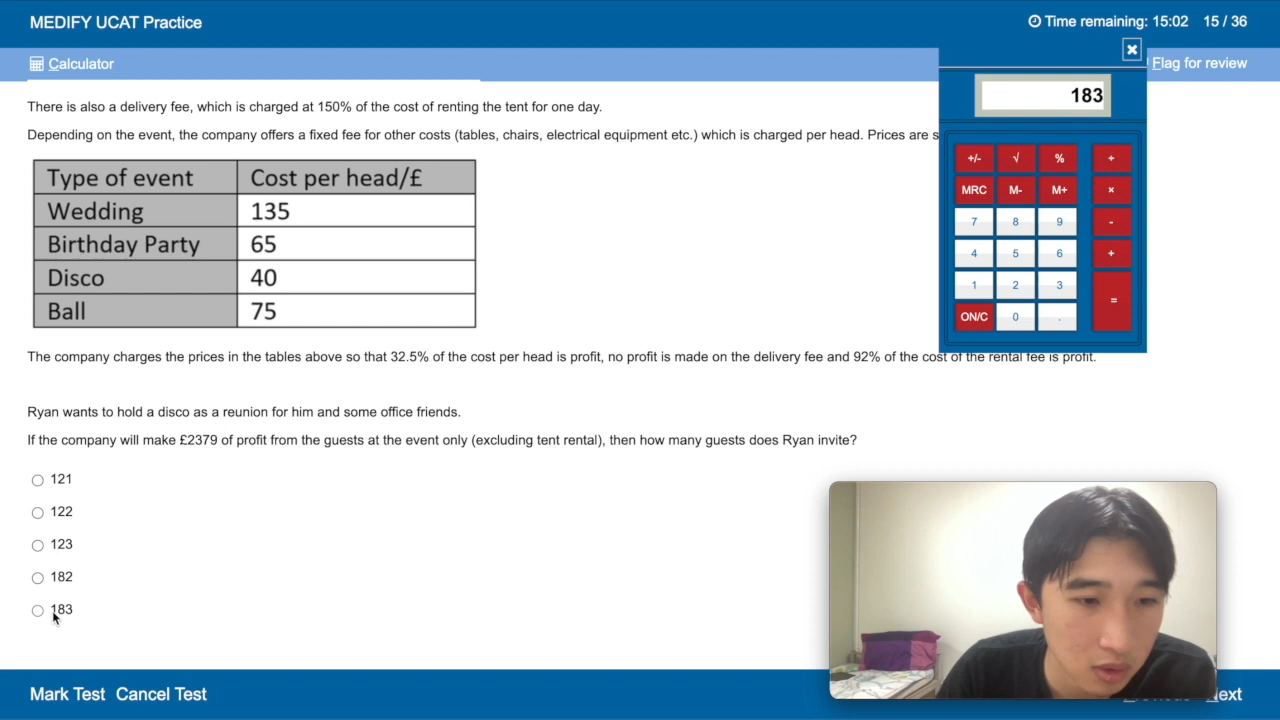 MEDIFY UCAT Practice
Time remaining: 15:02 15 / 36
Calculator
Flag for review
There is also a delivery fee, which is charged at 150% of the cost of renting the tent for one day.
Depending on the event, the company offers a fixed fee for other costs (tables, chairs, electrical equipment etc.) which is charged per head. Prices are
Type of event Cost per head/£
Wedding 135
Birthday Party 65
Disco 40
Ball 75
183
+/- √ % ÷
MRC M- M+ ×
7 8 9 -
4 5 6 +
1 2 3 =
ON/C 0 .
The company charges the prices in the tables above so that 32.5% of the cost per head is profit, no profit is made on the delivery fee and 92% of the cost of the rental fee is profit.
Ryan wants to hold a disco as a reunion for him and some office friends.
If the company will make £2379 of profit from the guests at the event only (excluding tent rental), then how many guests does Ryan invite?
121
122
123
182
183
Mark Test Cancel Test